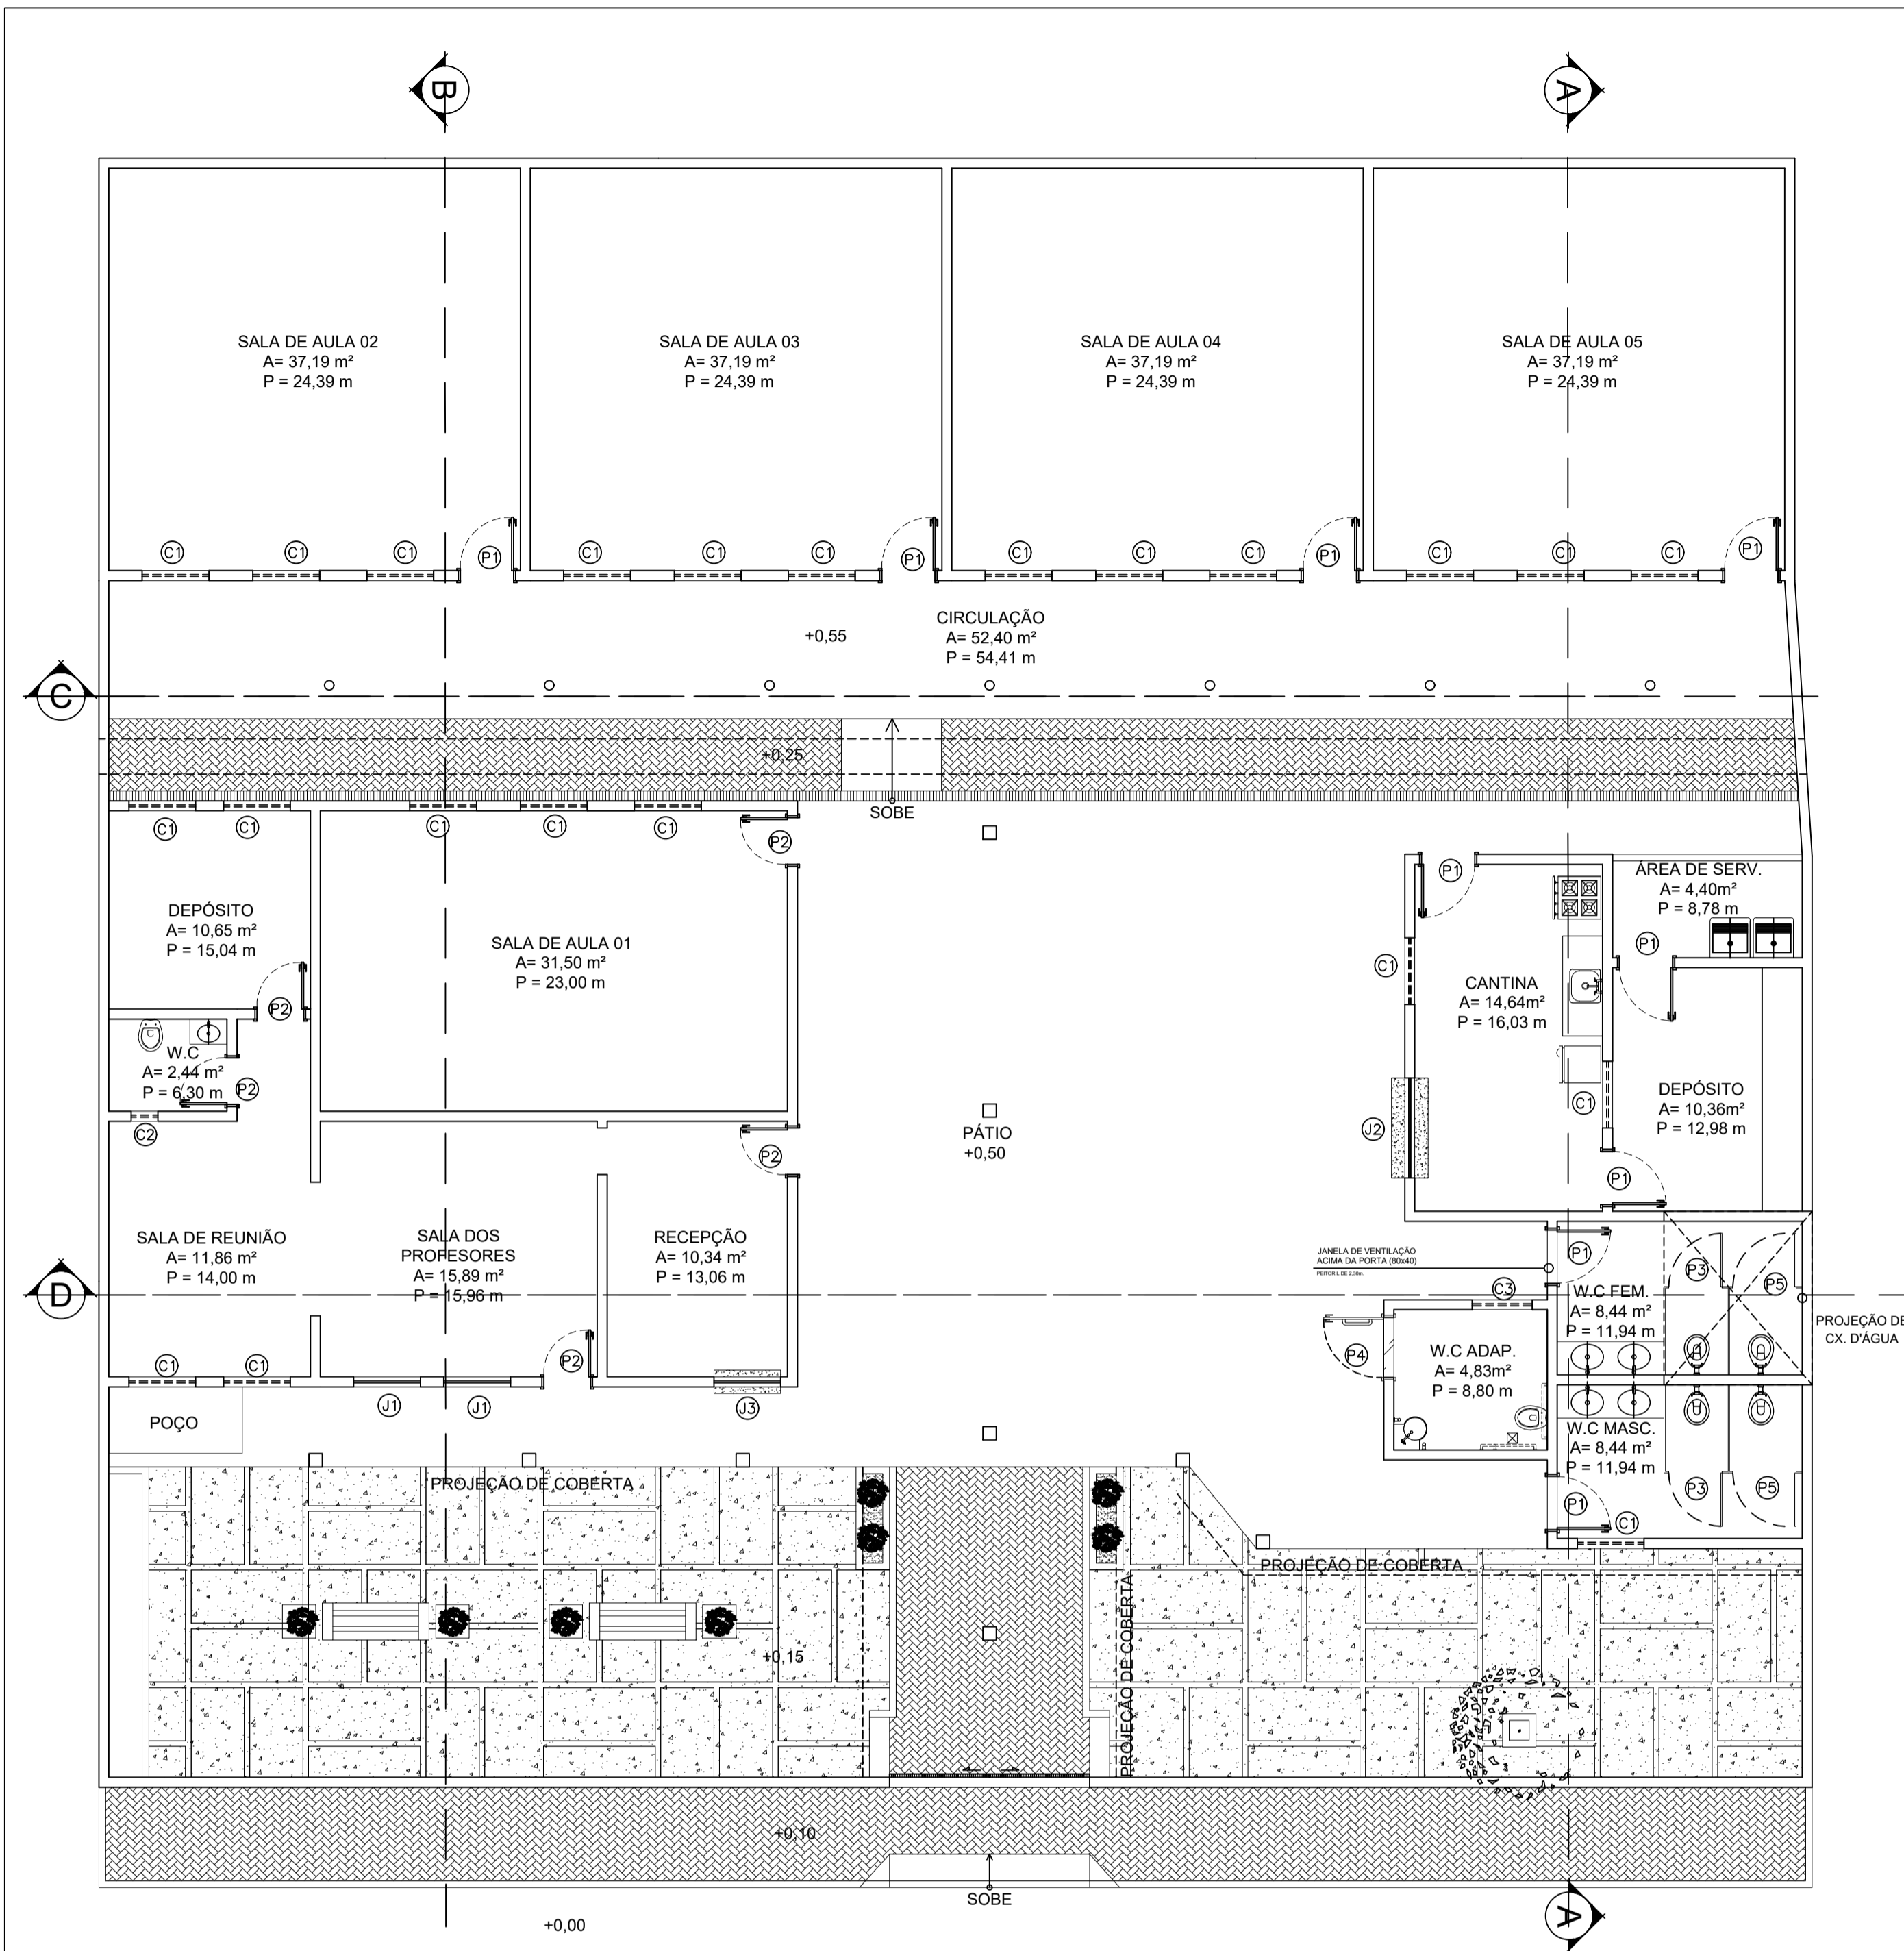 B
A
SALA DE AULA 02
A= 37,19 m²
P = 24,39 m
SALA DE AULA 03
A= 37,19 m²
P = 24,39 m
SALA DE AULA 04
A= 37,19 m²
P = 24,39 m
SALA DE AULA 05
A= 37,19 m²
P = 24,39 m
C1
C1
C1
P1
C1
C1
C1
P1
C1
C1
C1
P1
C1
C1
C1
P1
CIRCULAÇÃO
A= 52,40 m²
P = 54,41 m
+0,55
C
+0,25
SOBE
C1
C1
C1
C1
C1
P2
DEPÓSITO
A= 10,65 m²
P = 15,04 m
SALA DE AULA 01
A= 31,50 m²
P = 23,00 m
P1
ÁREA DE SERV.
A= 4,40m²
P = 8,78 m
P1
C1
CANTINA
A= 14,64m²
P = 16,03 m
P2
W.C
A= 2,44 m²
P = 6,30 m
P2
C2
C1
DEPÓSITO
A= 10,36m²
P = 12,98 m
J2
PÁTIO
+0,50
P2
P1
SALA DE REUNIÃO
A= 11,86 m²
P = 14,00 m
SALA DOS
PROFESORES
A= 15,89 m²
P = 15,96 m
RECEPÇÃO
A= 10,34 m²
P = 13,06 m
JANELA DE VENTILAÇÃO
ACIMA DA PORTA (80x40)
PEITORIL DE 2,30m
P1
P3
P5
D
C3
W.C FEM.
A= 8,44 m²
P = 11,94 m
PROJEÇÃO DE
CX. D'ÁGUA
P4
W.C ADAP.
A= 4,83m²
P = 8,80 m
C1
C1
P2
J1
J1
J3
POÇO
W.C MASC.
A= 8,44 m²
P = 11,94 m
PROJEÇÃO DE COBERTA
P3
P5
P1
C1
PROJEÇÃO DE COBERTA
PROJEÇÃO DE COBERTA
+0,15
+0,10
SOBE
A
+0,00